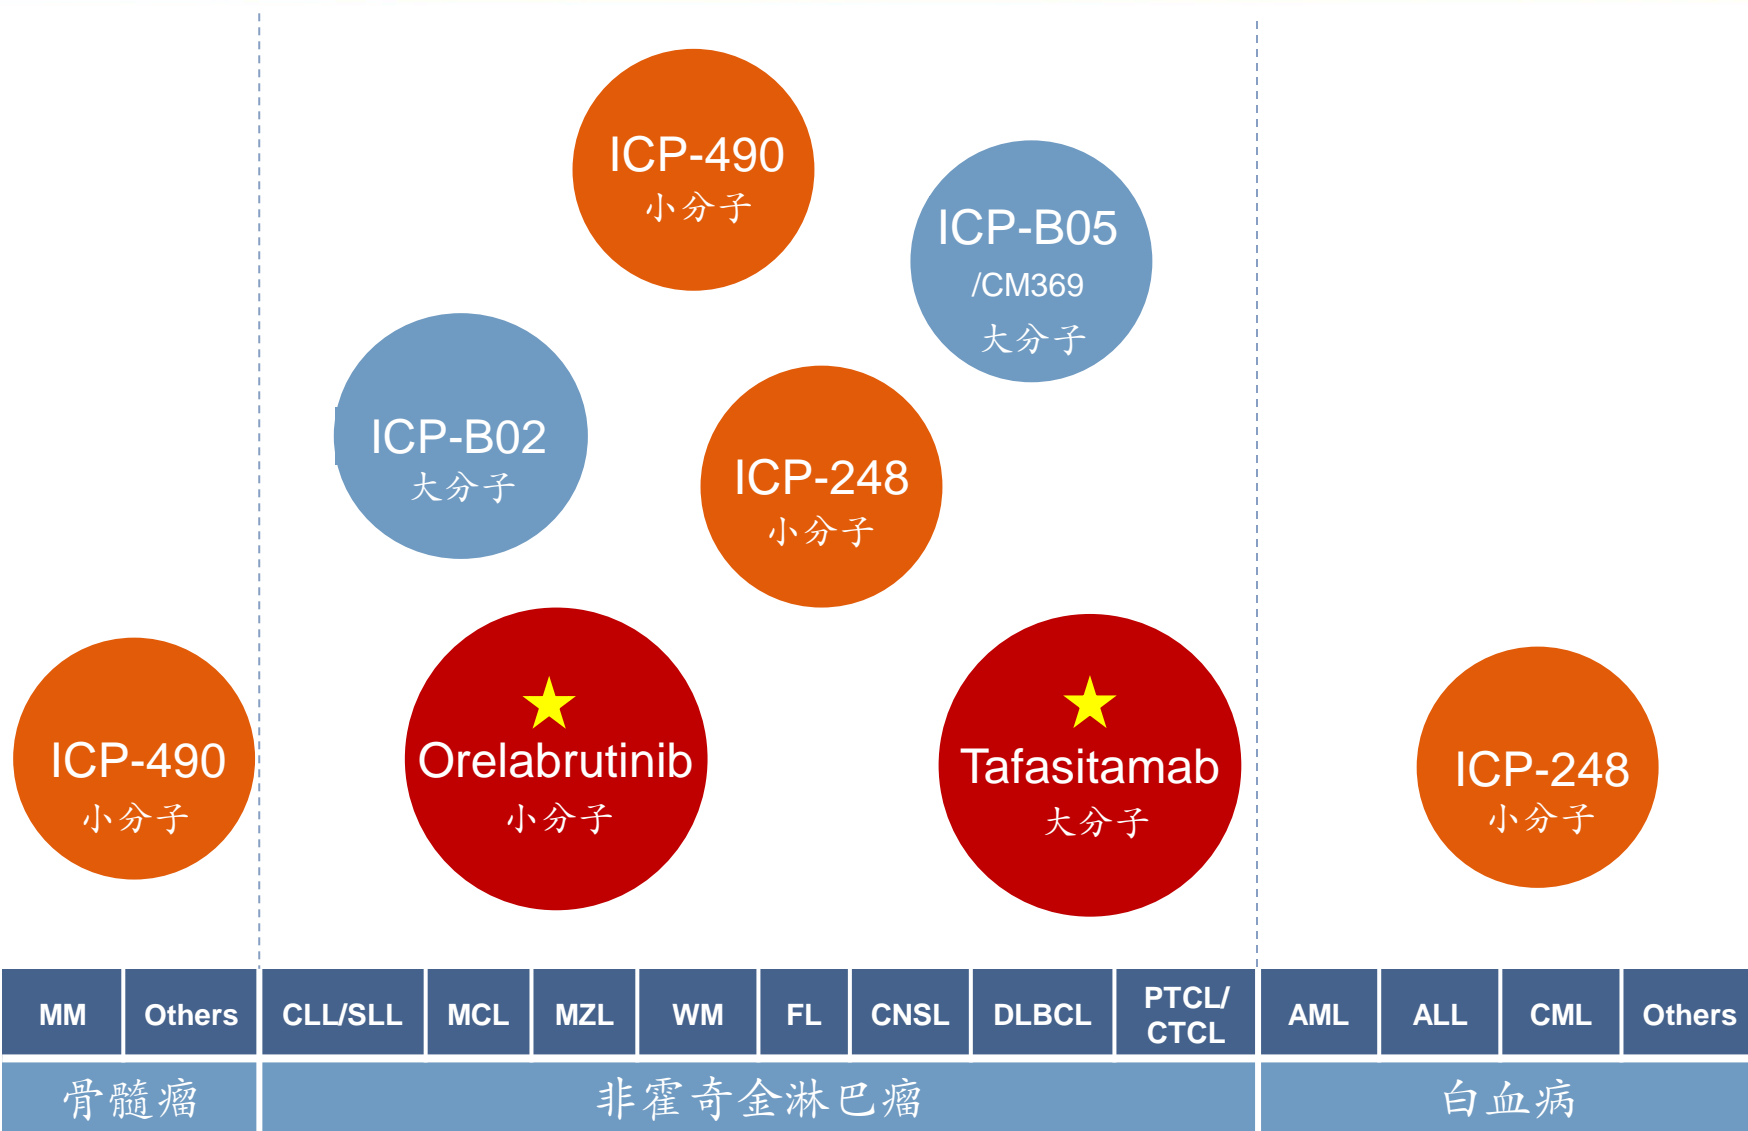 ICP-490
小分子
ICP-B05
/CM369
大分子
ICP-B02
大分子
ICP-248
小分子
ICP-490
小分子
Orelabrutinib
小分子
Tafasitamab
大分子
ICP-248
小分子
MM
Others
CLL/SLL
MCL
MZL
WM
FL
CNSL
DLBCL
PTCL/
CTCL
AML
ALL
CML
Others
骨髓瘤
非霍奇金淋巴瘤
白血病